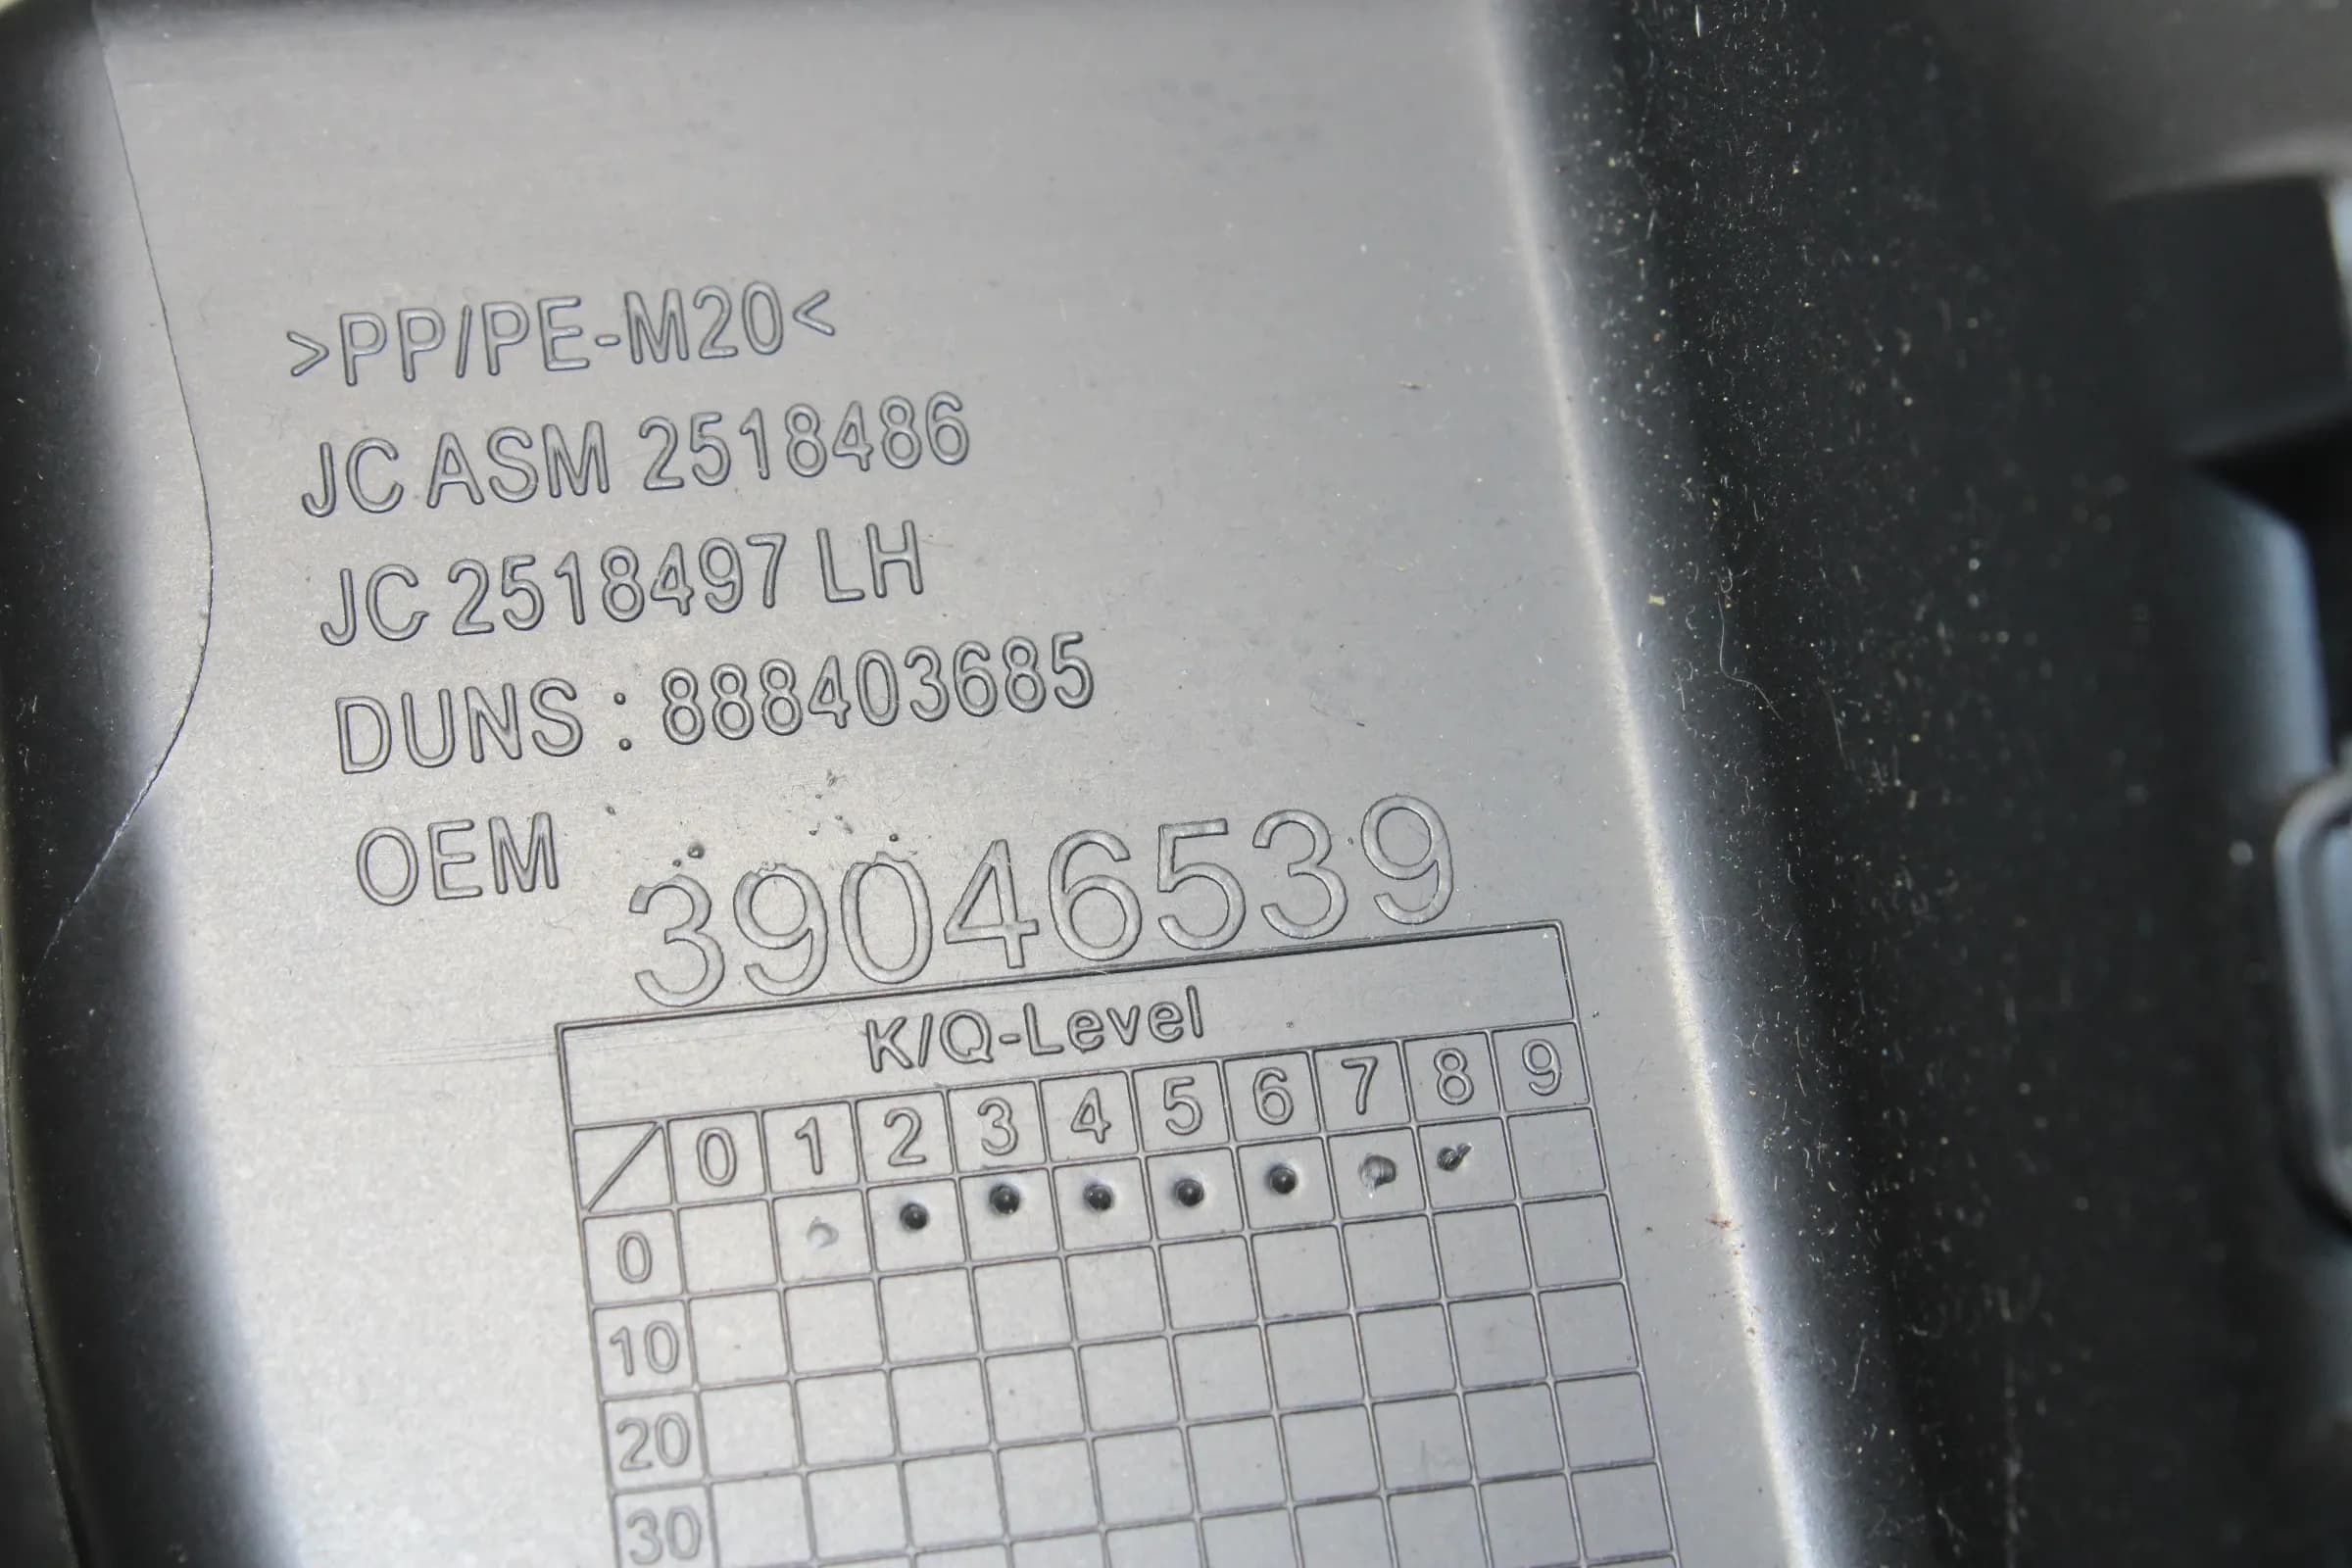 >PP/PE-M20<
JC ASM 2518486
JC 2518497 LH
DUNS : 888403685
OEM 39046539
K/Q-Level
0 1 2 3 4 5 6 7 8 9
0
10
20
30